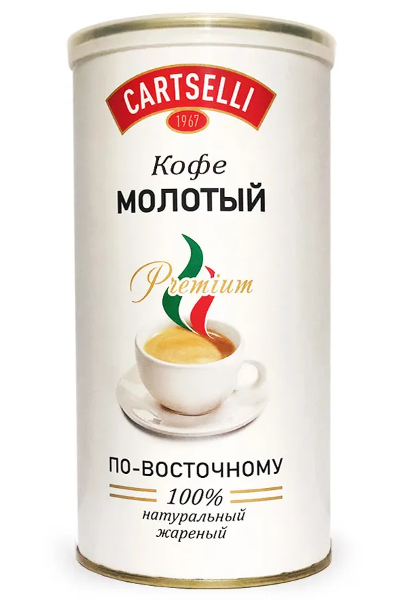 CARTSELLI
1967
Кофе
МОЛОТЫЙ
Premium
ПО-ВОСТОЧНОМУ
100%
натуральный
жареный